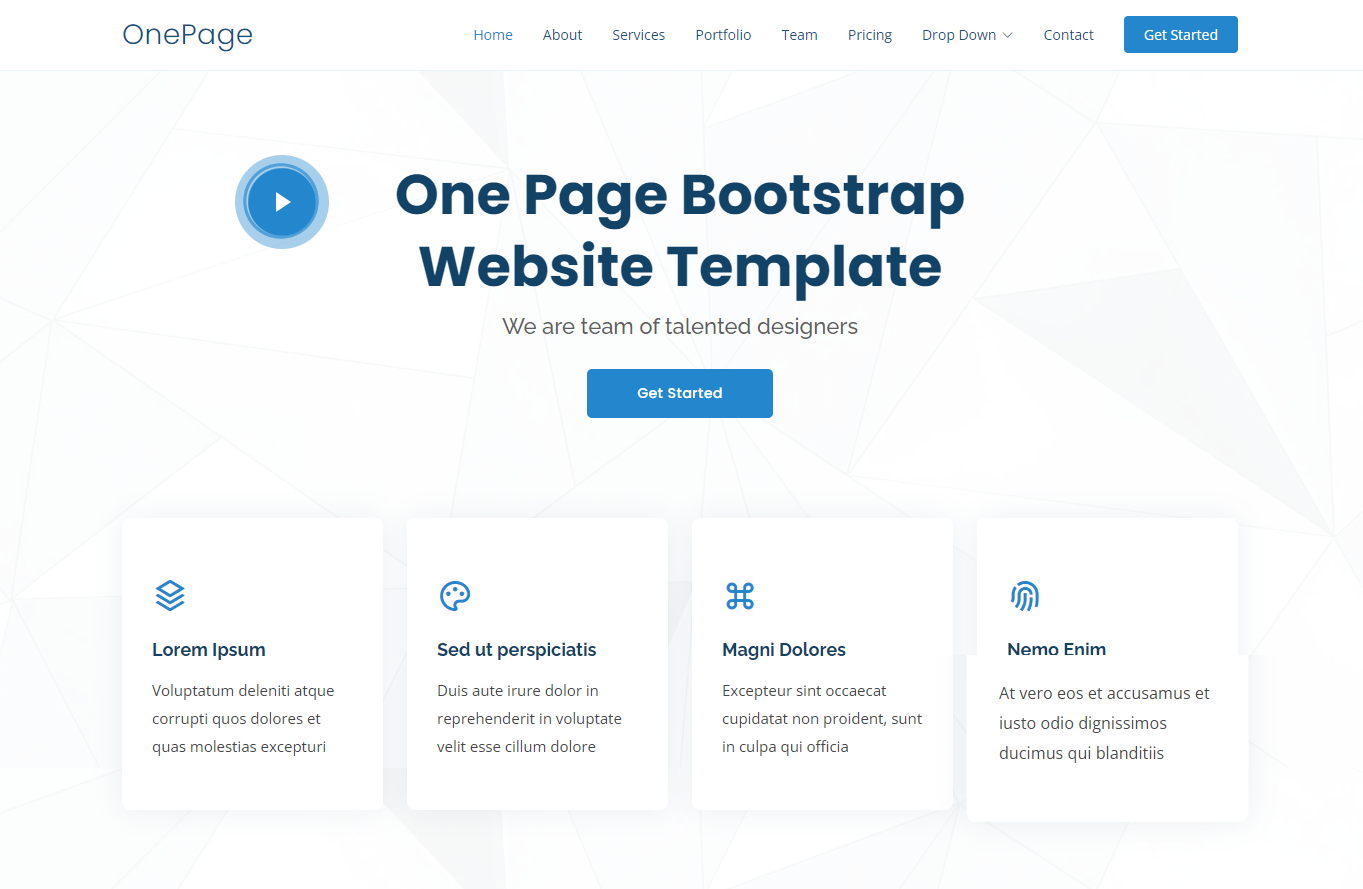 OnePage
Home About Services Portfolio Team Pricing Drop Down Contact Get Started
One Page Bootstrap
Website Template
We are team of talented designers
Get Started
Lorem Ipsum
Voluptatum deleniti atque
corrupti quos dolores et
quas molestias excepturi
Sed ut perspiciatis
Duis aute irure dolor in
reprehenderit in voluptate
velit esse cillum dolore
Magni Dolores
Excepteur sint occaecat
cupidatat non proident, sunt
in culpa qui officia
Nemo Enim
At vero eos et accusamus et
iusto odio dignissimos
ducimus qui blanditiis